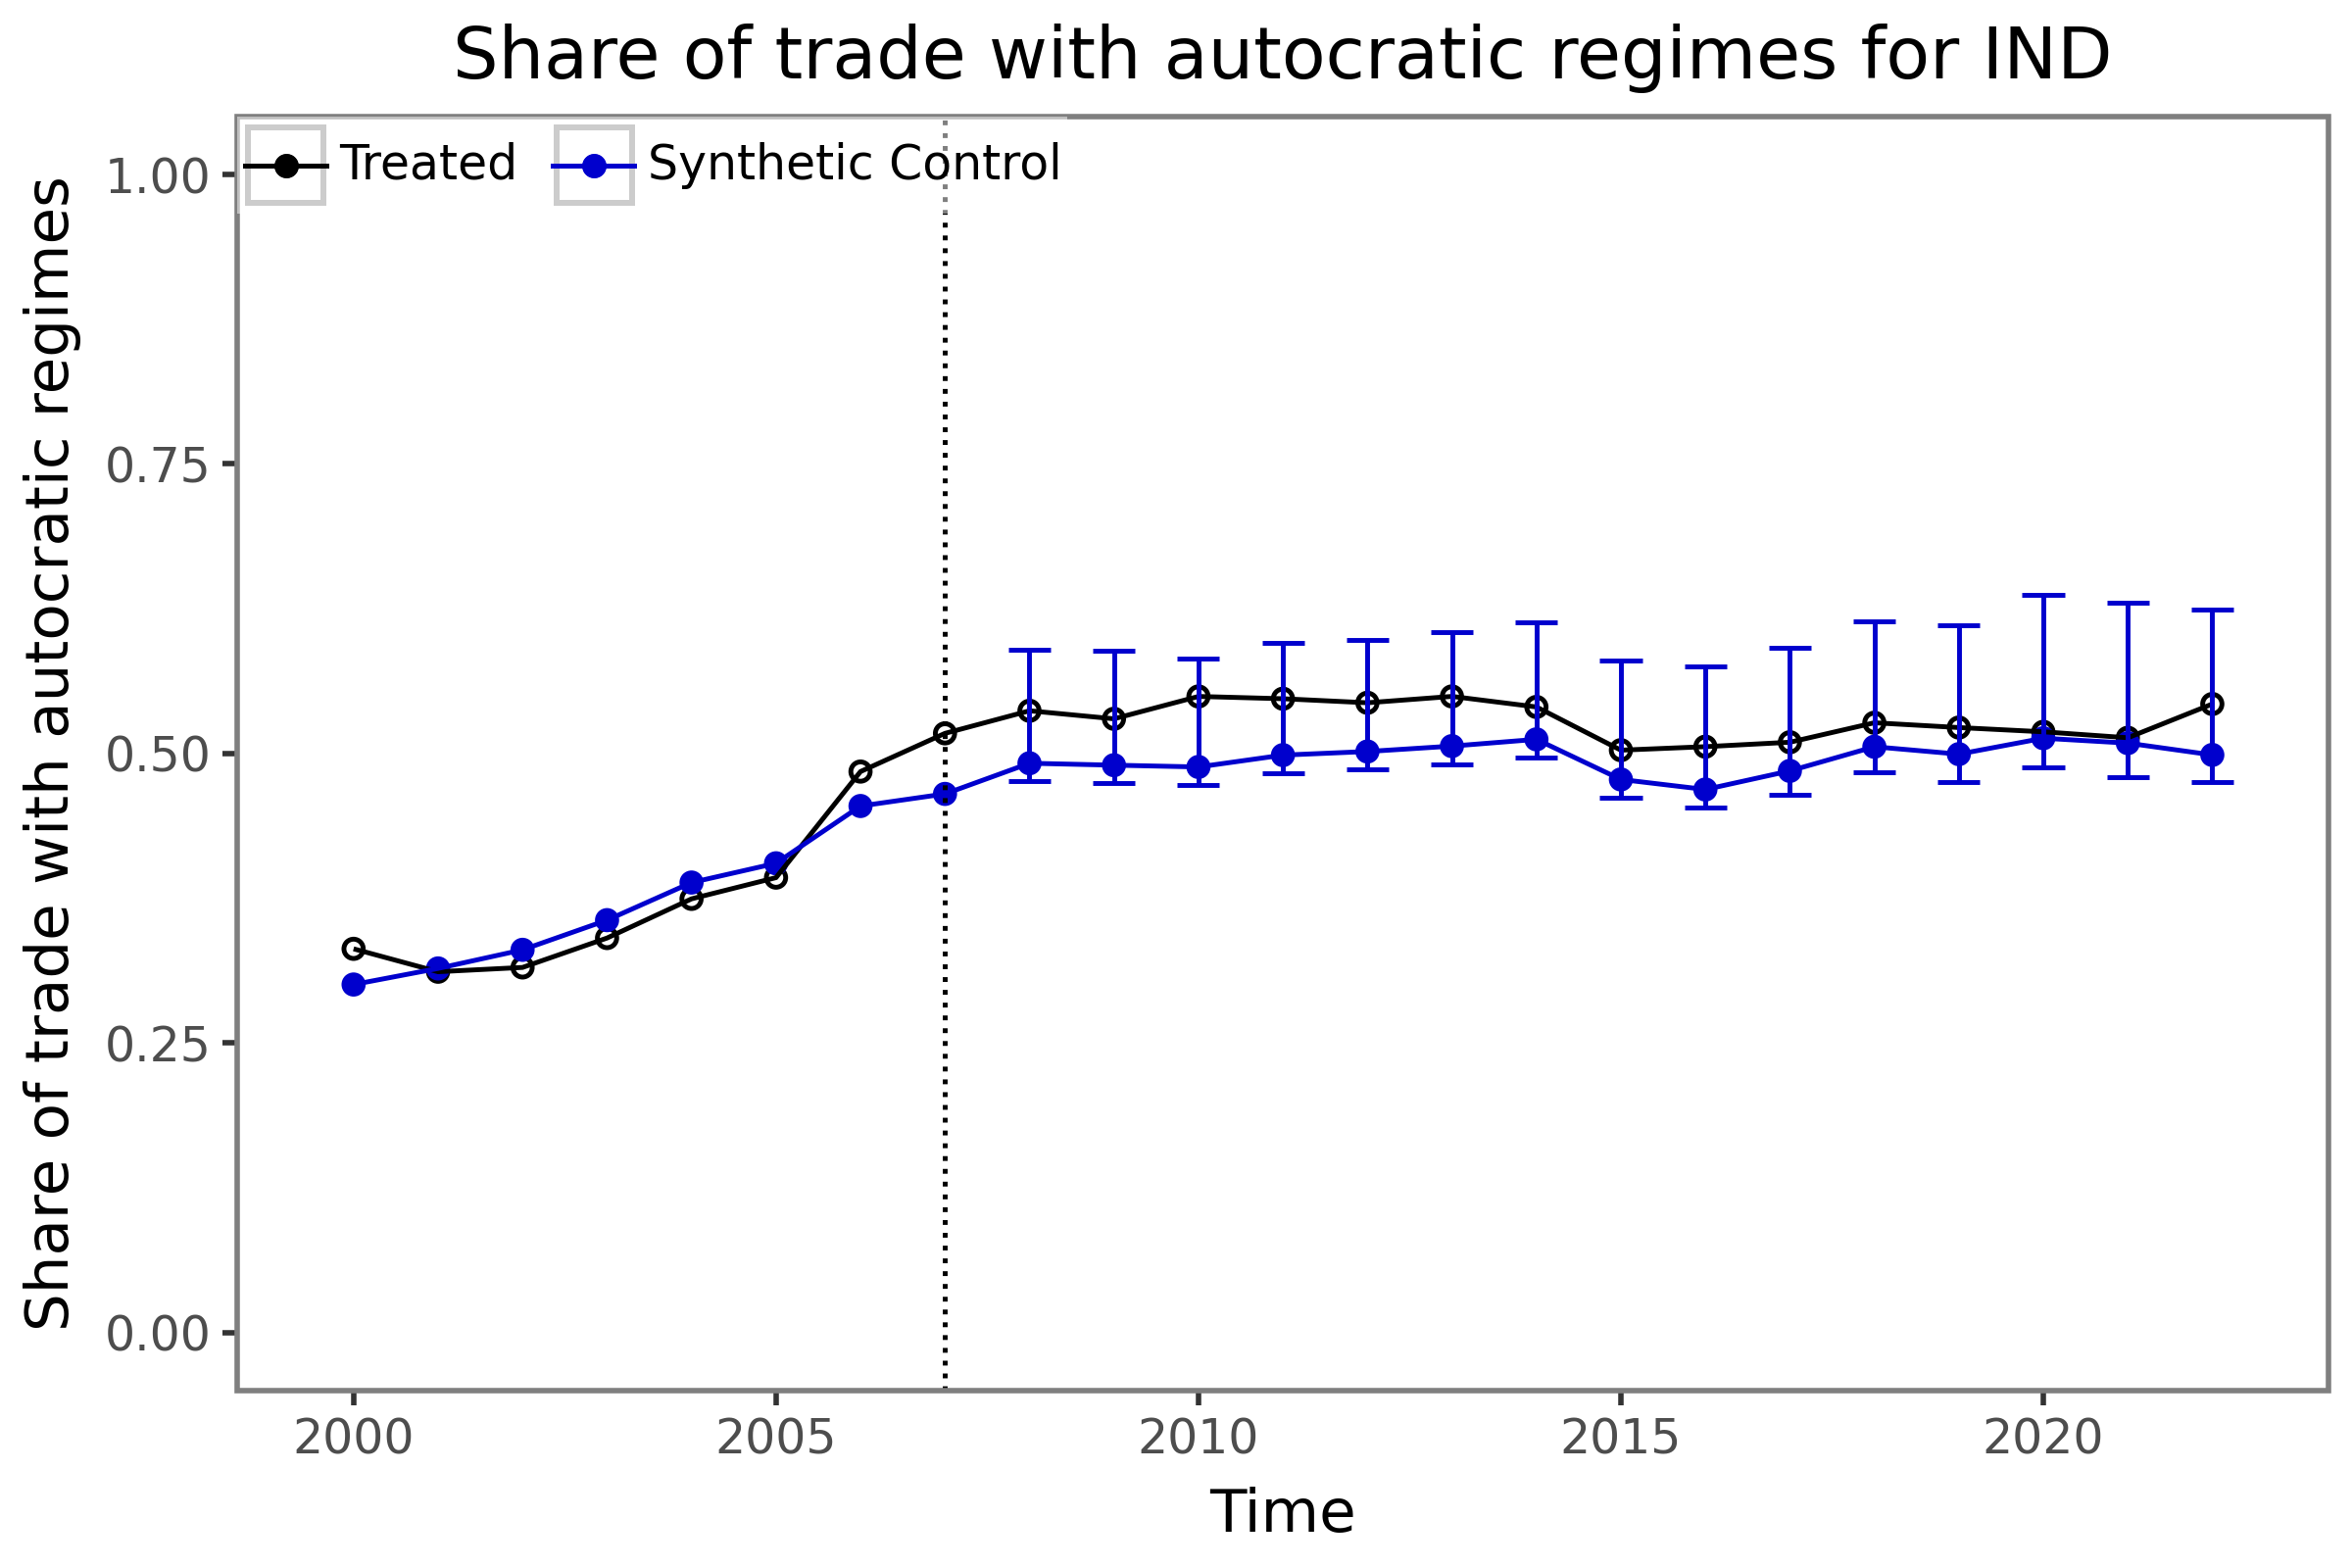 Share of trade with autocratic regimes for IND
Treated
Synthetic Control
Share of trade with autocratic regimes
1.00
0.75
0.50
0.25
0.00
2000
2005
2010
2015
2020
Time